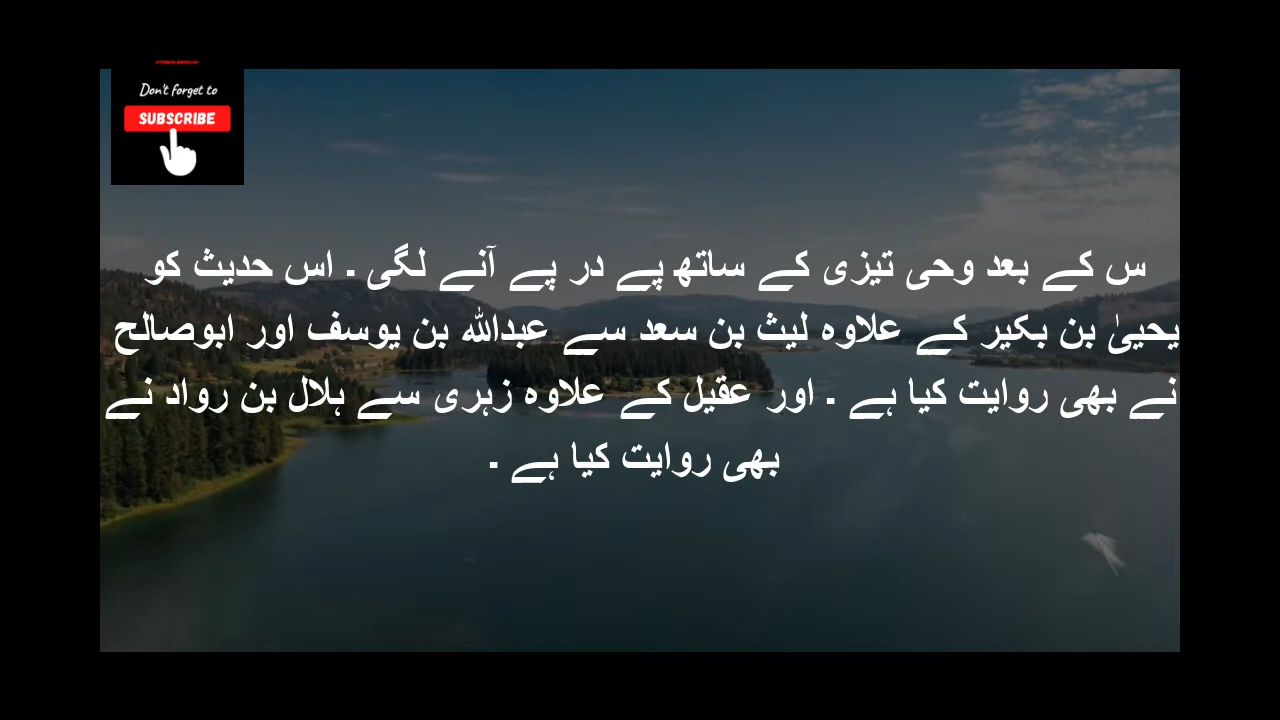 Don't forget to
SUBSCRIBE
س کے بعد وحی تیزی کے ساتھ پے در پے آنے لگی ۔ اس حدیث کو
یحییٰ بن بکیر کے علاوہ لیث بن سعد سے عبداللہ بن یوسف اور ابوصالح
نے بھی روایت کیا ہے ۔ اور عقیل کے علاوہ زہری سے ہلال بن رواد نے
بھی روایت کیا ہے ۔